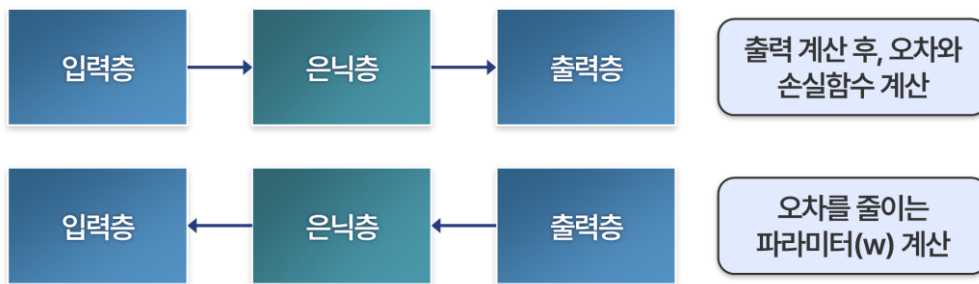 입력층
은닉층
출력층
출력 계산 후, 오차와
손실함수 계산
입력층
은닉층
출력층
오차를 줄이는
파라미터(w) 계산